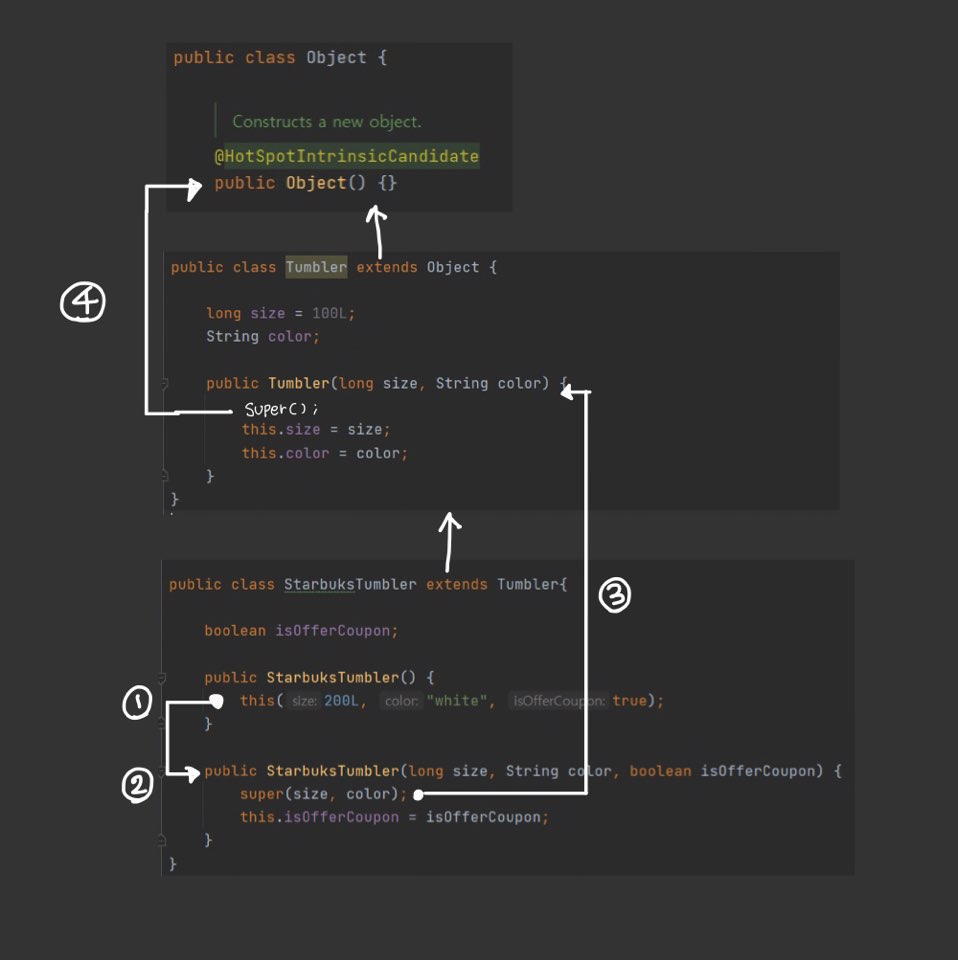 public class Object {
Constructs a new object.
@HotSpotIntrinsicCandidate
public Object() {}
④
public class Tumbler extends Object {
long size = 100L;
String color;
public Tumbler(long size, String color) {
Super();
this.size = size;
this.color = color;
}
}
③
public class StarbuksTumbler extends Tumbler{
boolean isOfferCoupon;
public StarbuksTumbler() {
①
this( size: 200L, color: "white", isOfferCoupon: true);
}
②
public StarbuksTumbler(long size, String color, boolean isOfferCoupon) {
super(size, color);
this.isOfferCoupon = isOfferCoupon;
}
}